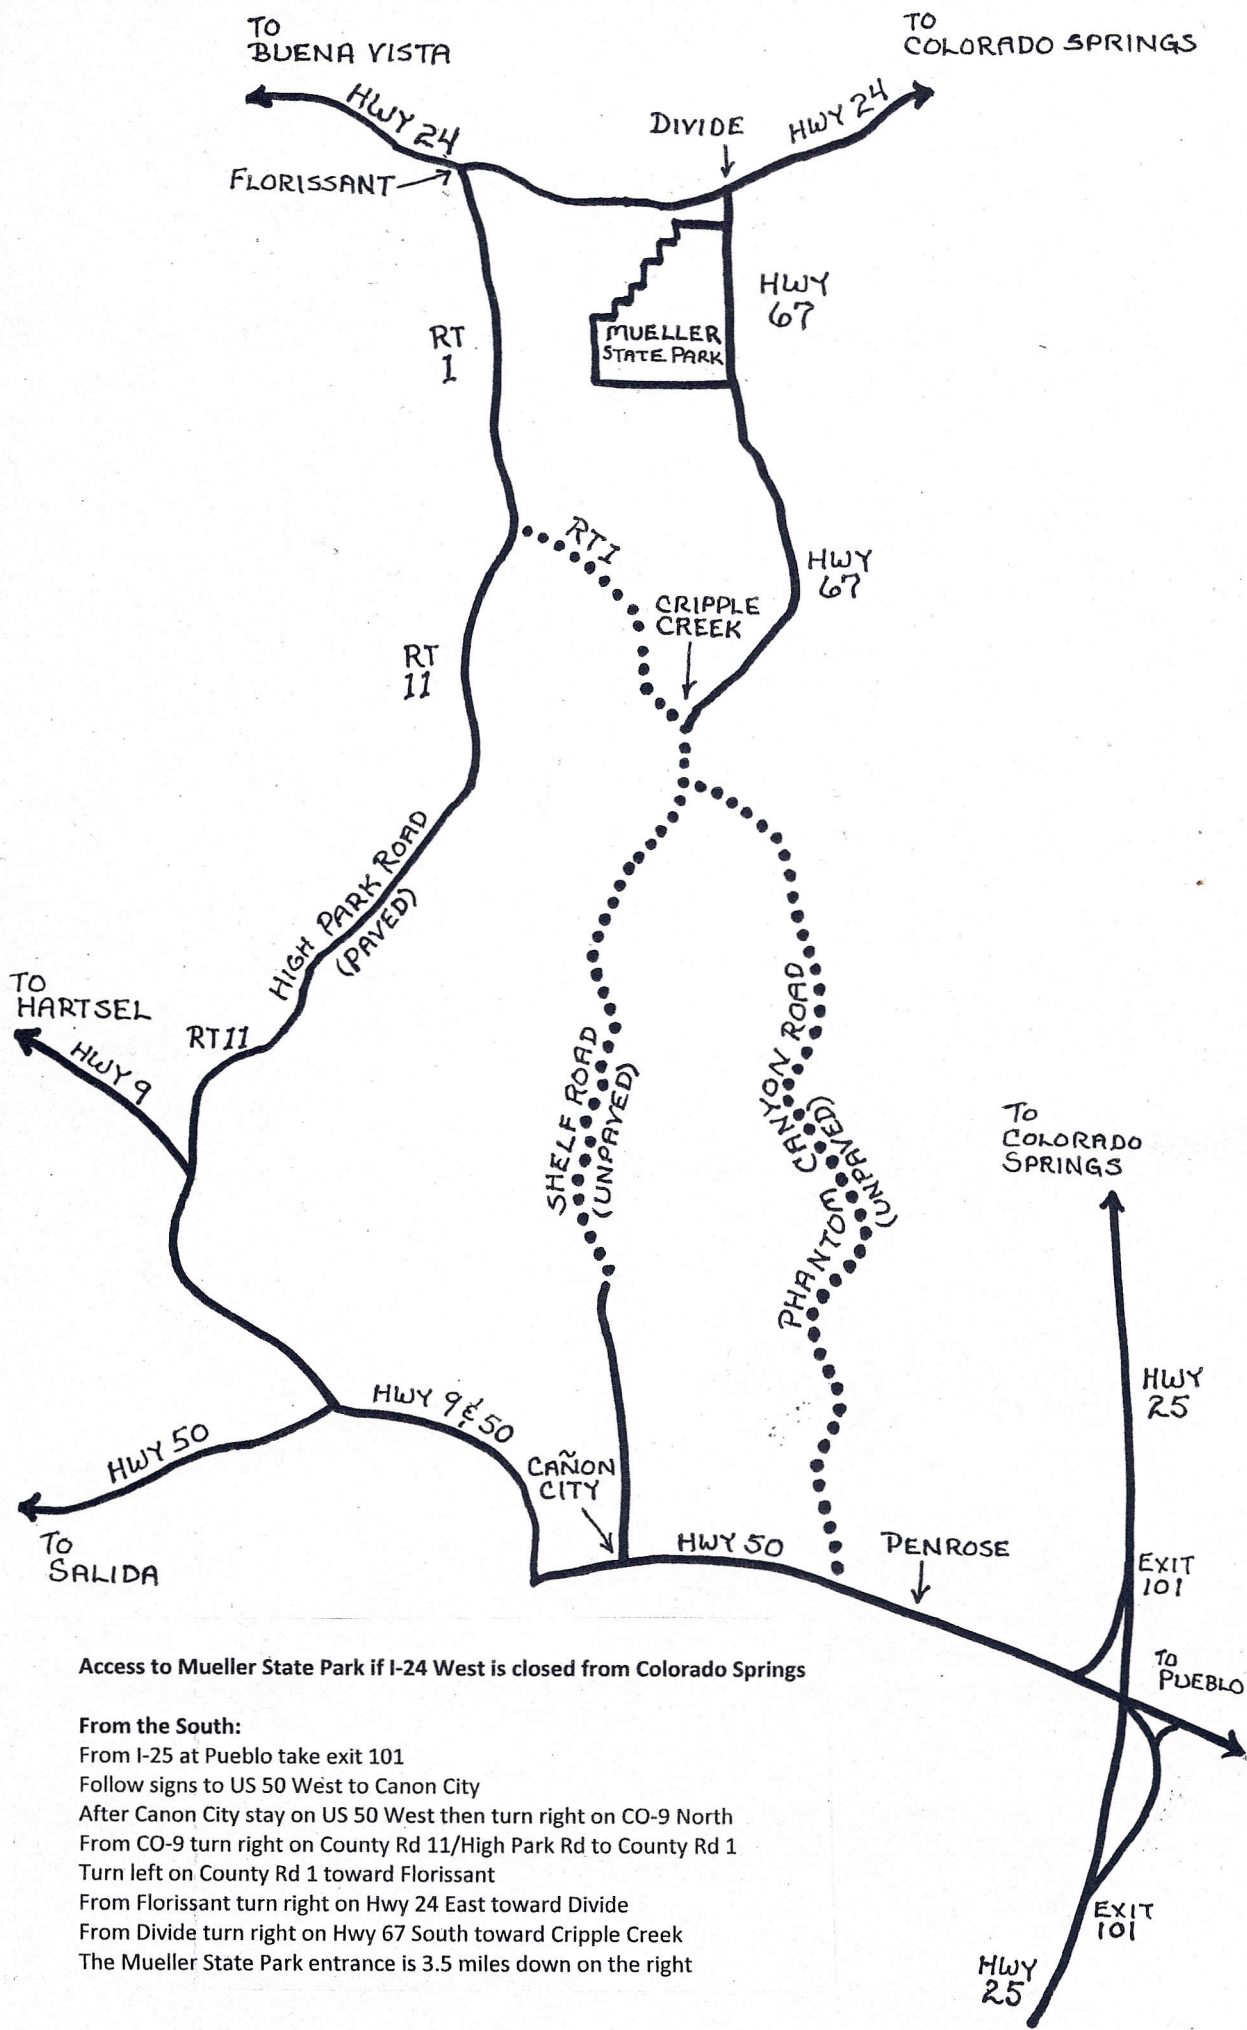 TO
BUENA VISTA
TO
COLORADO SPRINGS
HWY 24
DIVIDE
HWY 24
FLORISSANT
HWY
67
RT
1
MUELLER
STATE PARK
RT1
HWY
67
CRIPPLE
CREEK
RT
11
HIGH PARK ROAD
(PAVED)
TO
HARTSEL
HWY 9
RT11
SHELF ROAD
(UNPAVED)
PHANTOM CANYON ROAD
(UNPAVED)
TO
COLORADO
SPRINGS
HWY
25
HWY 9 & 50
HWY 50
TO
SALIDA
CAÑON
CITY
HWY 50
PENROSE
EXIT
101
TO
PUEBLO
Access to Mueller State Park if I-24 West is closed from Colorado Springs
From the South:
From I-25 at Pueblo take exit 101
Follow signs to US 50 West to Canon City
After Canon City stay on US 50 West then turn right on CO-9 North
From CO-9 turn right on County Rd 11/High Park Rd to County Rd 1
Turn left on County Rd 1 toward Florissant
From Florissant turn right on Hwy 24 East toward Divide
From Divide turn right on Hwy 67 South toward Cripple Creek
The Mueller State Park entrance is 3.5 miles down on the right
EXIT
101
HWY
25